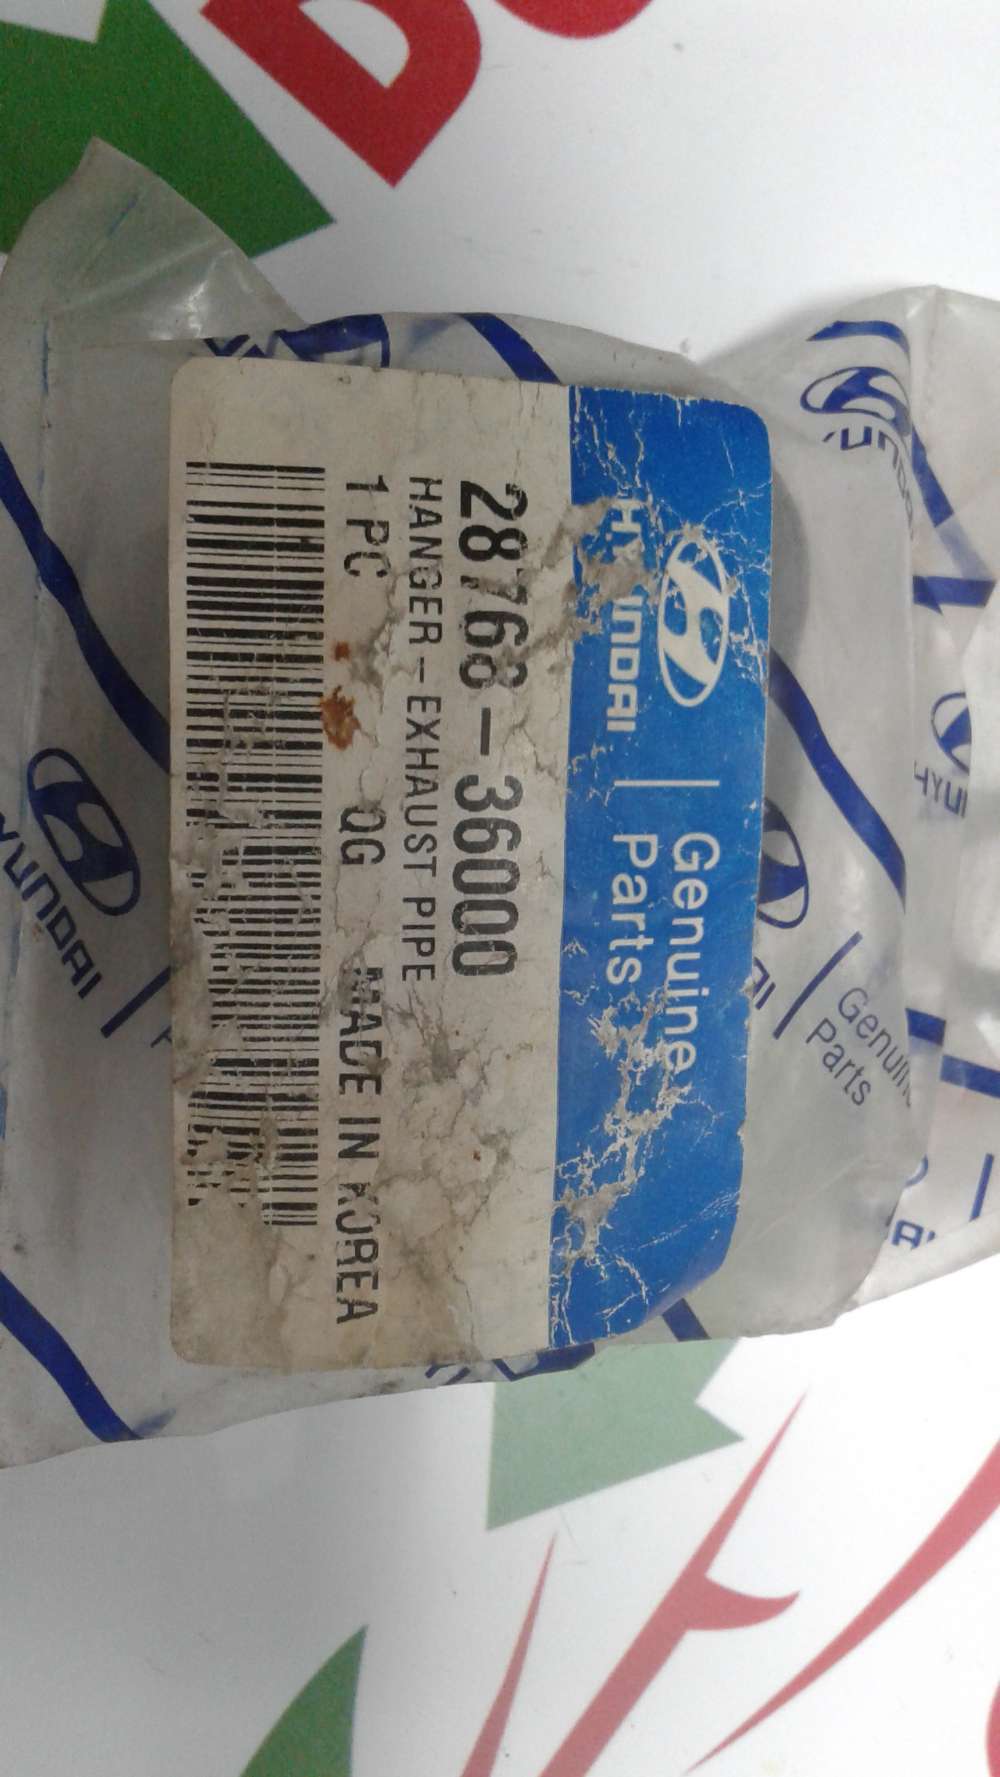 HYUNDAI
Genuine
Parts
28768-36000
HANGER-EXHAUST PIPE
1 PC QG MADE IN KOREA
HYUNDAI
Genuine
Parts
HYUNDAI